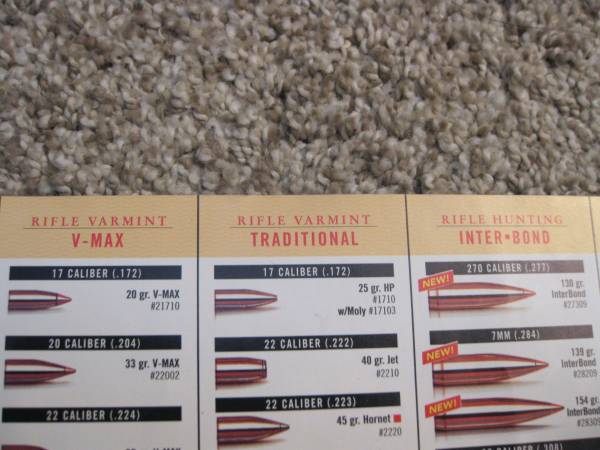 RIFLE VARMINT
V-MAX
17 CALIBER (.172)
20 gr. V-MAX
#21710
20 CALIBER (.204)
33 gr. V-MAX
#22002
22 CALIBER (.224)
RIFLE VARMINT
TRADITIONAL
17 CALIBER (.172)
25 gr. HP
#1710
w/Moly #17103
22 CALIBER (.222)
40 gr. Jet
#2210
22 CALIBER (.223)
45 gr. Hornet
#2220
RIFLE HUNTING
INTER•BOND
270 CALIBER (.277)
NEW!
130 gr.
InterBond
#27309
7MM (.284)
NEW!
139 gr.
InterBond
#28209
NEW!
154 gr.
InterBond
#28309